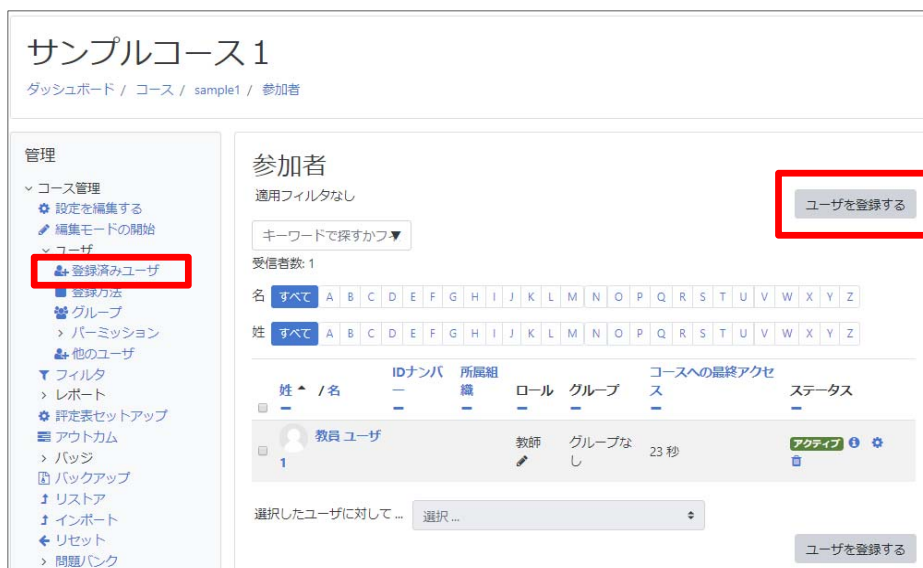 サンプルコース1
ダッシュボード / コース / sample1 / 参加者
管理
コース管理
設定を編集する
編集モードの開始
ユーザ
登録済みユーザ
登録方法
グループ
パーミッション
他のユーザ
フィルタ
レポート
評定表セットアップ
アウトカム
バッジ
バックアップ
リストア
インポート
リセット
問題バンク
参加者
適用フィルタなし
ユーザを登録する
キーワードで探すかフ
受信者数: 1
名 すべて A B C D E F G H I J K L M N O P Q R S T U V W X Y Z
姓 すべて A B C D E F G H I J K L M N O P Q R S T U V W X Y Z
姓 / 名 IDナンバー 所属組織 ロール グループ コースへの最終アクセス ステータス
教員 ユーザ1 教師 グループなし 23 秒 アクティブ
選択したユーザに対して ... 選択 ...
ユーザを登録する